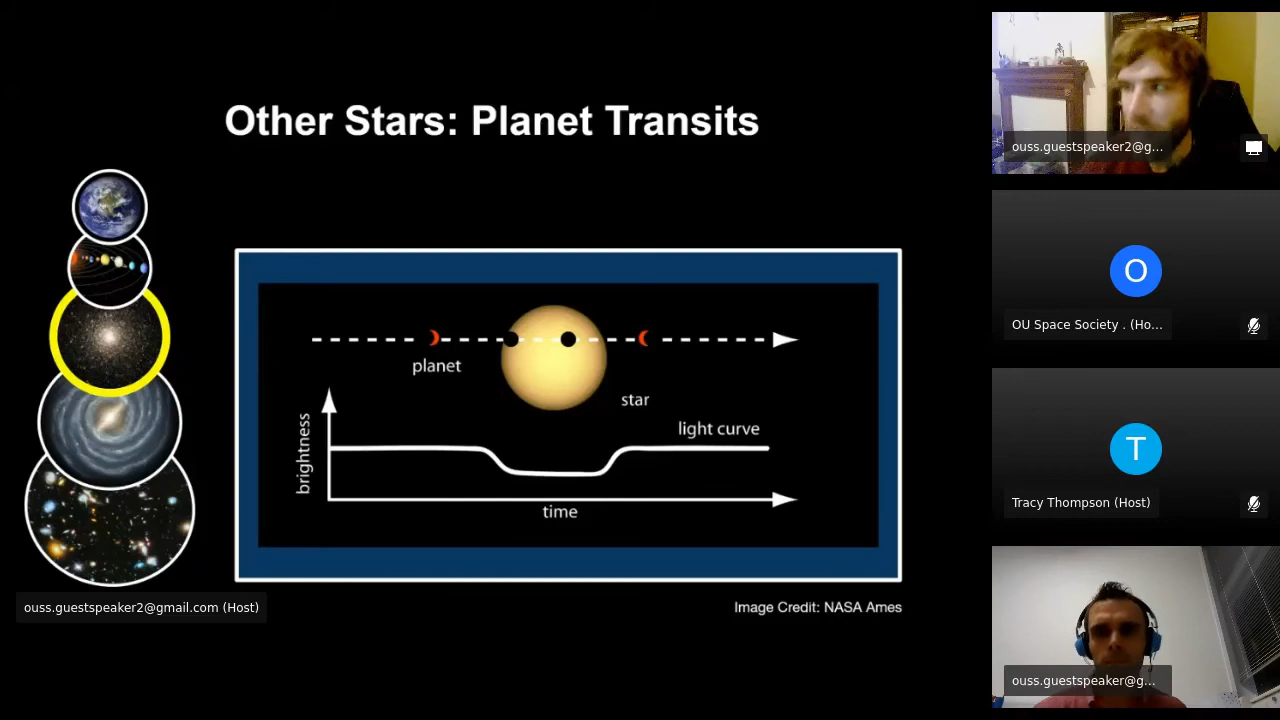 Other Stars: Planet Transits
planet
star
light curve
brightness
time
ouss.guestspeaker2@gmail.com (Host)
Image Credit: NASA Ames
ouss.guestspeaker2@g...
O
OU Space Society . (Ho...
T
Tracy Thompson (Host)
ouss.guestspeaker@g...